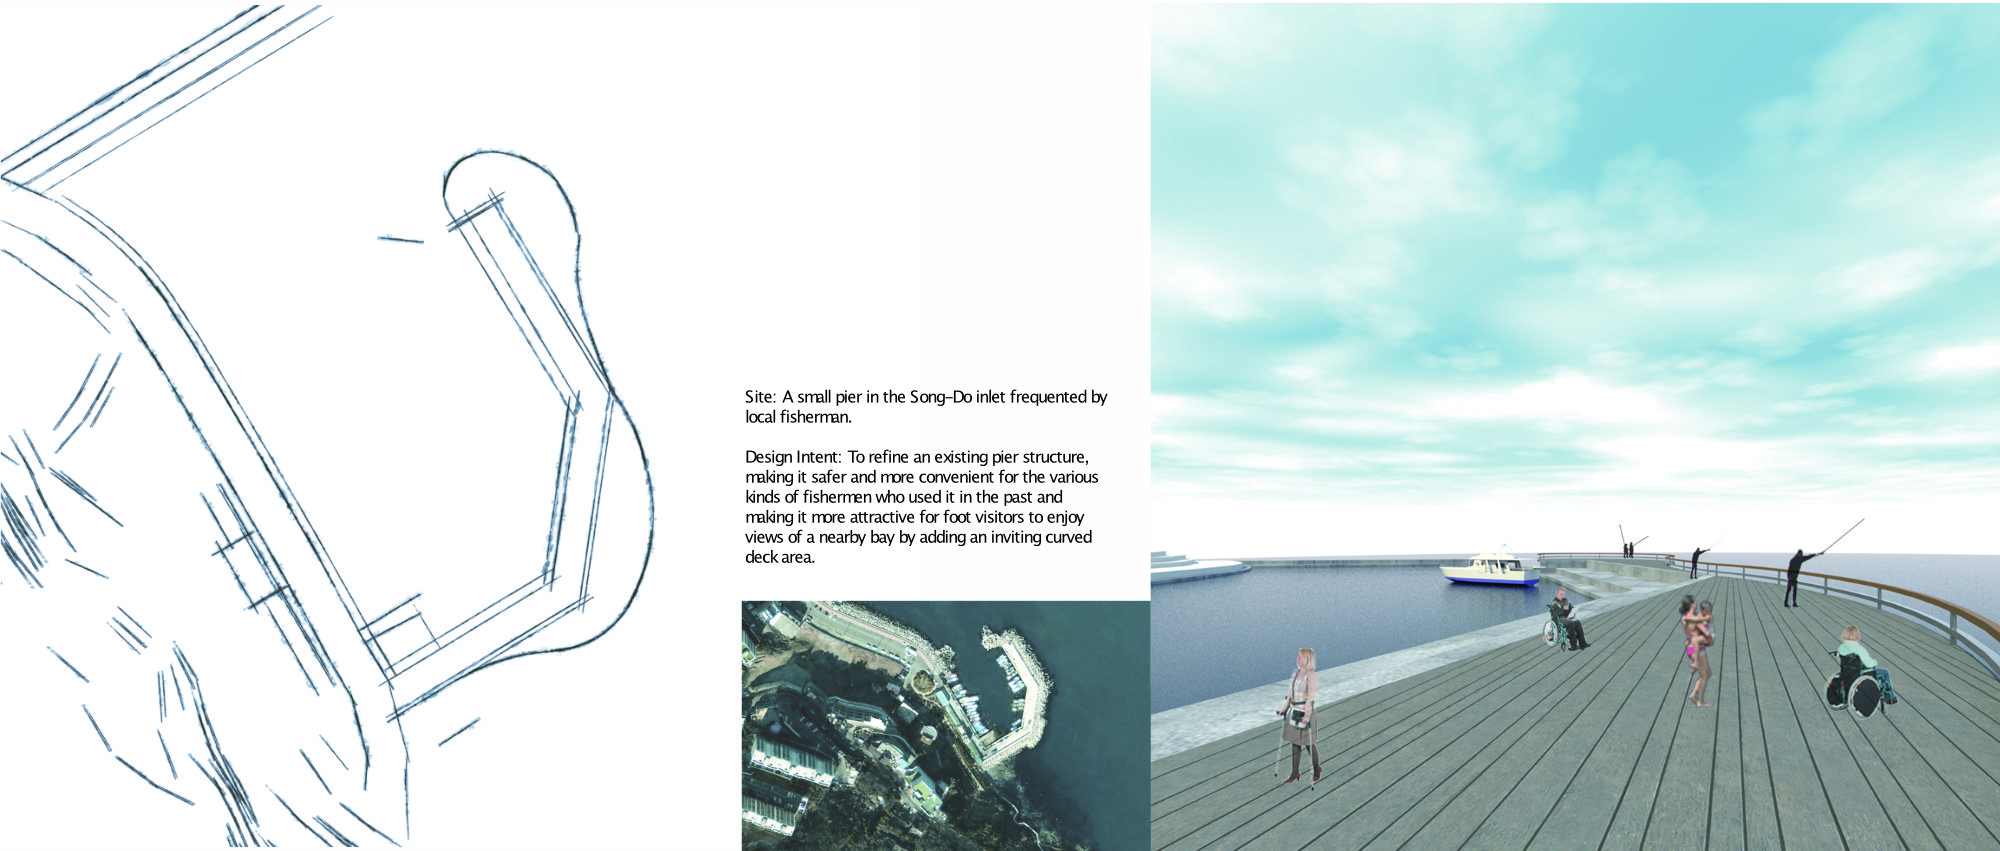 Site: A small pier in the Song-Do inlet frequented by
local fisherman.
Design Intent: To refine an existing pier structure,
making it safer and more convenient for the various
kinds of fishermen who used it in the past and
making it more attractive for foot visitors to enjoy
views of a nearby bay by adding an inviting curved
deck area.